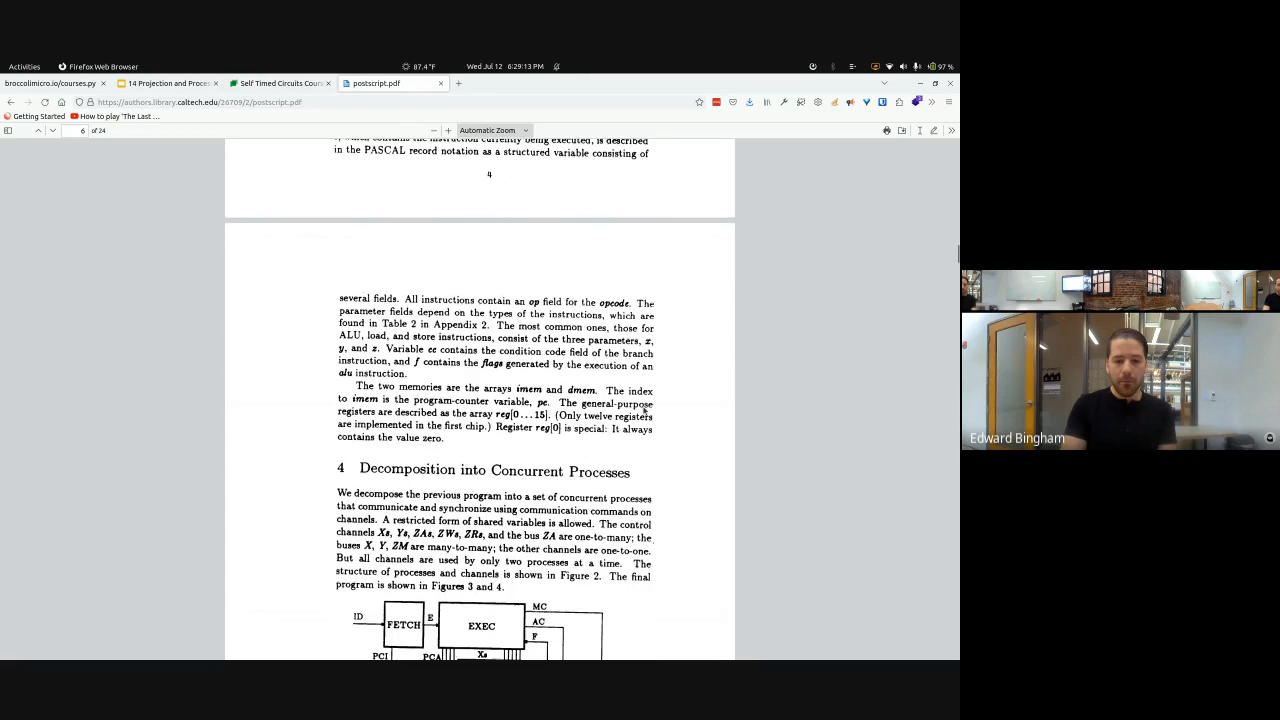 Activities
Firefox Web Browser
87.4 °F
Wed Jul 12 6:29:13 PM
97 %
broccolimicro.io/courses.py
14 Projection and Process
Self Timed Circuits Cours
postscript.pdf
https://authors.library.caltech.edu/26709/2/postscript.pdf
Getting Started
How to play 'The Last ...
6
of 24
Automatic Zoom
in the PASCAL record notation as a structured variable consisting of
4
several fields. All instructions contain an op field for the opcode. The
parameter fields depend on the types of the instructions, which are
found in Table 2 in Appendix 2. The most common ones, those for
ALU, load, and store instructions, consist of the three parameters, x,
y, and z. Variable cc contains the condition code field of the branch
instruction, and f contains the flags generated by the execution of an
alu instruction.
The two memories are the arrays imem and dmem. The index
to imem is the program-counter variable, pc. The general-purpose
registers are described as the array reg[0...15]. (Only twelve registers
are implemented in the first chip.) Register reg[0] is special: It always
contains the value zero.
4 Decomposition into Concurrent Processes
We decompose the previous program into a set of concurrent processes
that communicate and synchronize using communication commands on
channels. A restricted form of shared variables is allowed. The control
channels Xs, Ys, ZAs, ZWs, ZRs, and the bus ZA are one-to-many; the
buses X, Y, ZM are many-to-many; the other channels are one-to-one.
But all channels are used by only two processes at a time. The
structure of processes and channels is shown in Figure 2. The final
program is shown in Figures 3 and 4.
ID
FETCH
E
EXEC
MC
AC
F
PCI
PCA
Xs
Edward Bingham